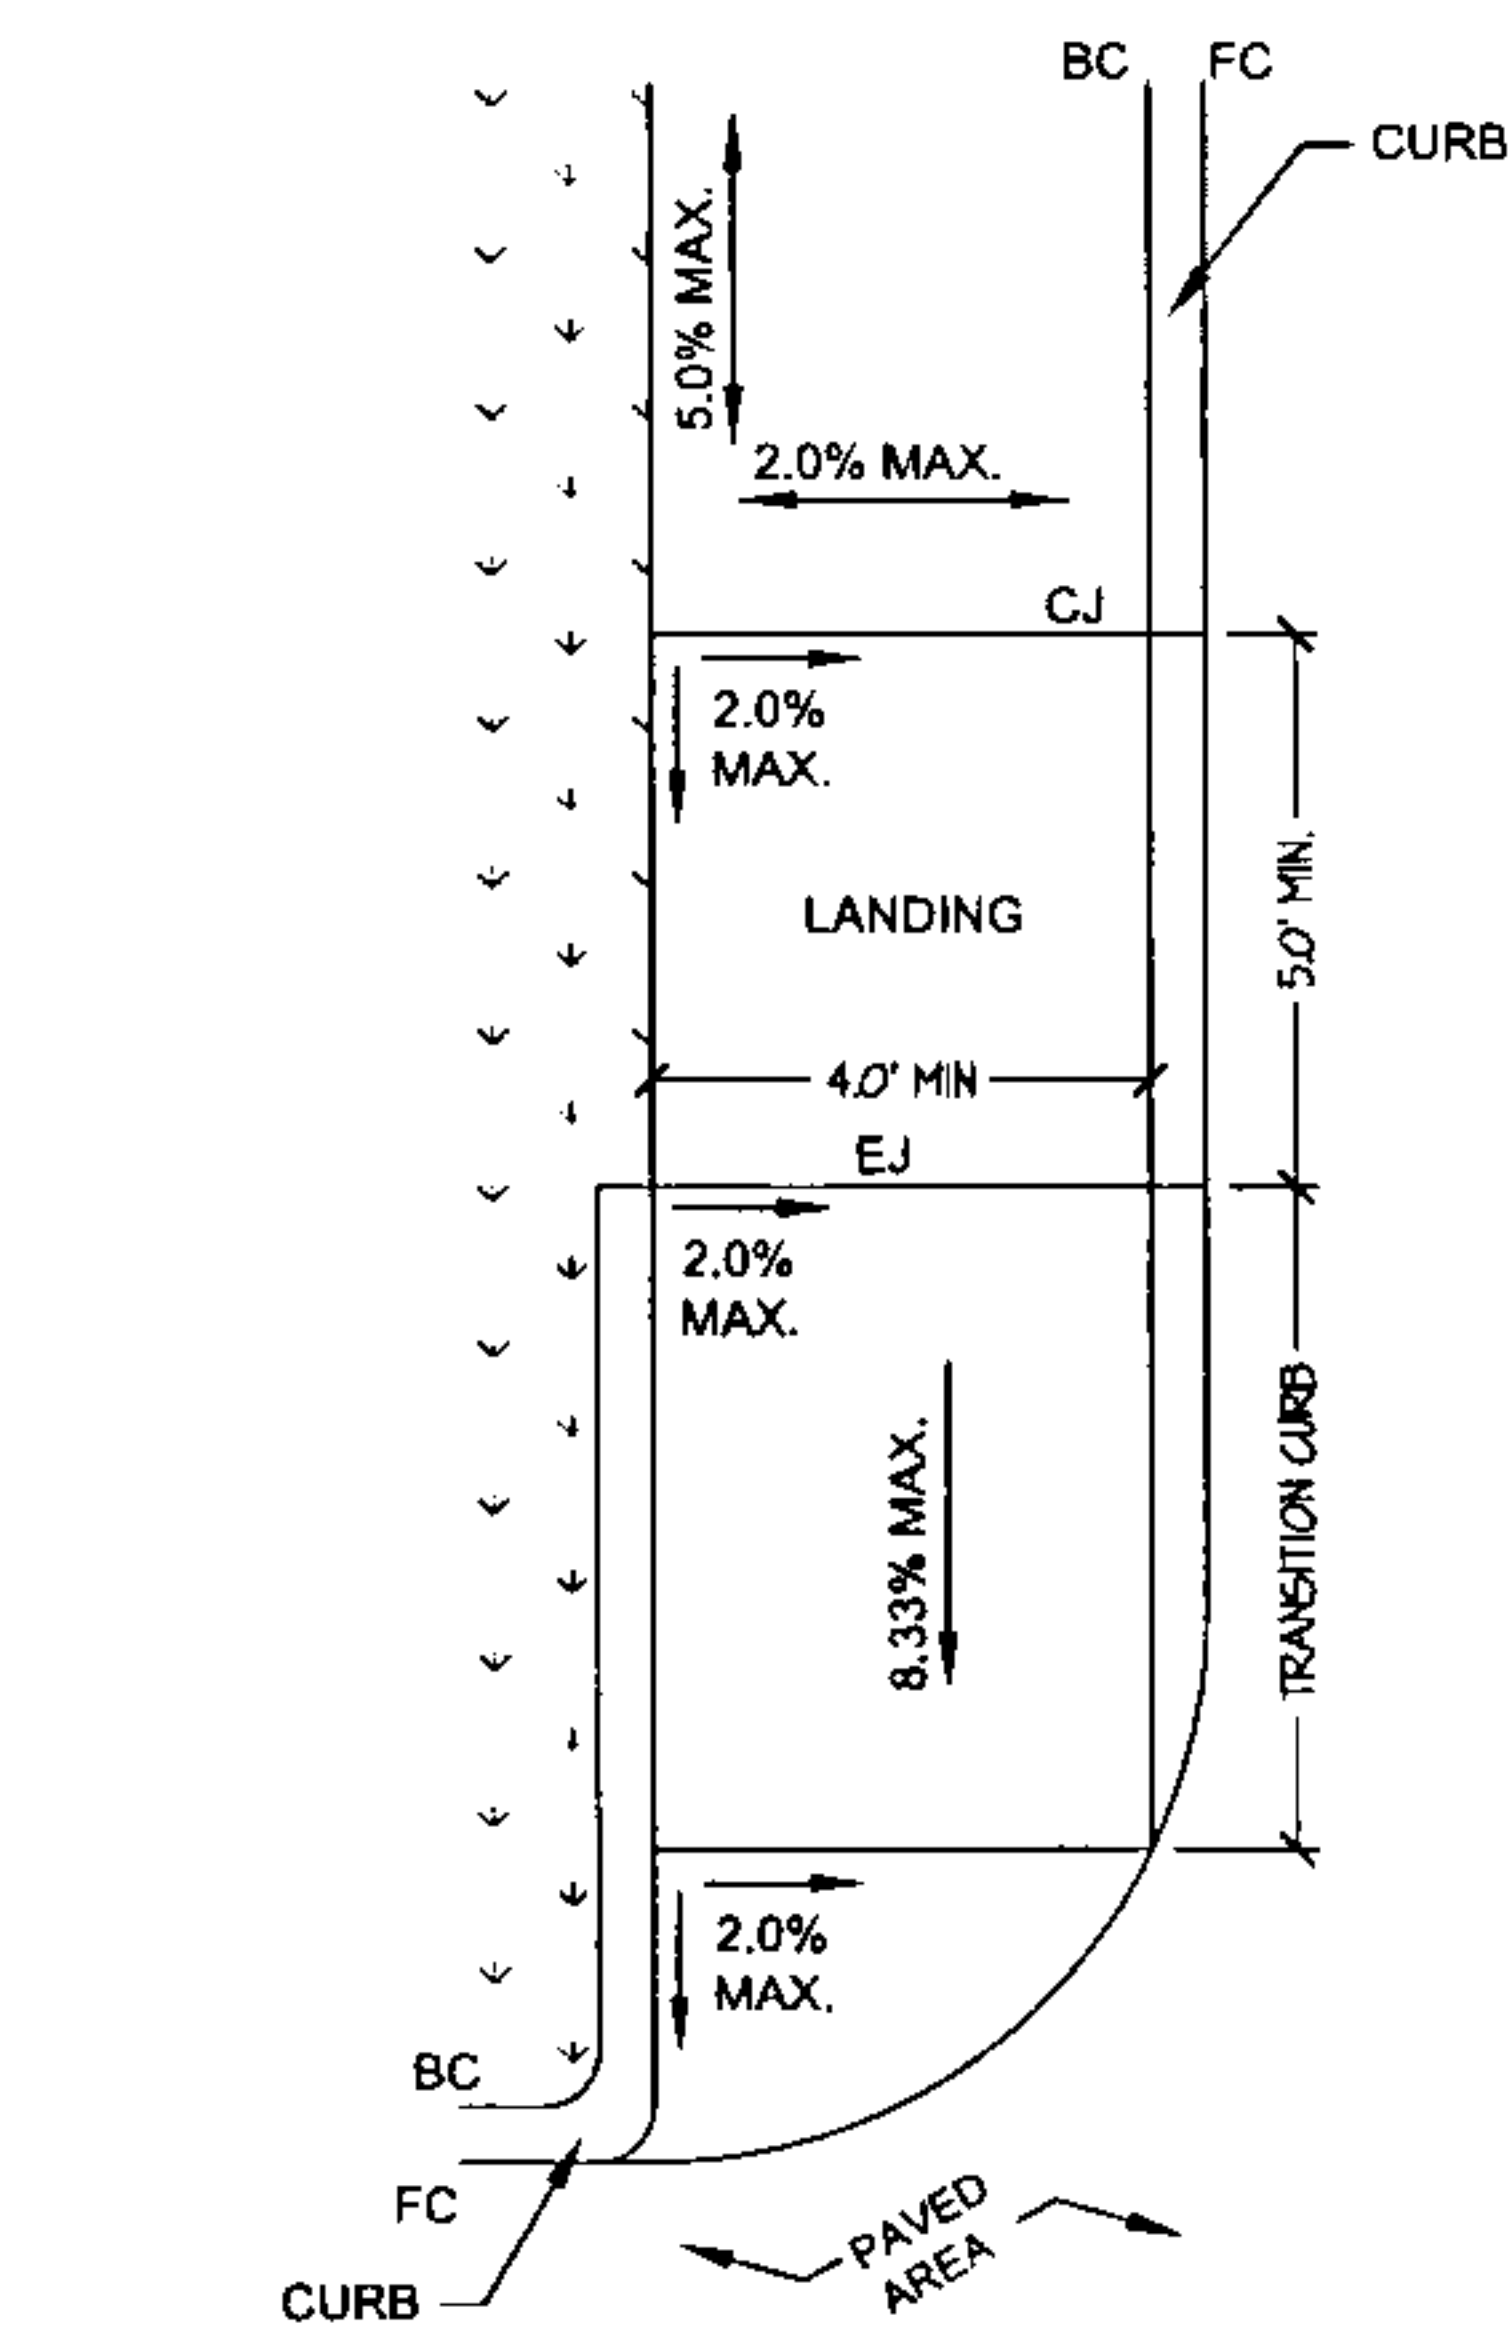 BC FC
CURB
5.0% MAX.
2.0% MAX.
CJ
2.0%
MAX.
5.0' MIN.
LANDING
4.0' MIN
EJ
2.0%
MAX.
8.33% MAX.
TRANSITION CURB
2.0%
MAX.
BC
FC
PAVED
AREA
CURB